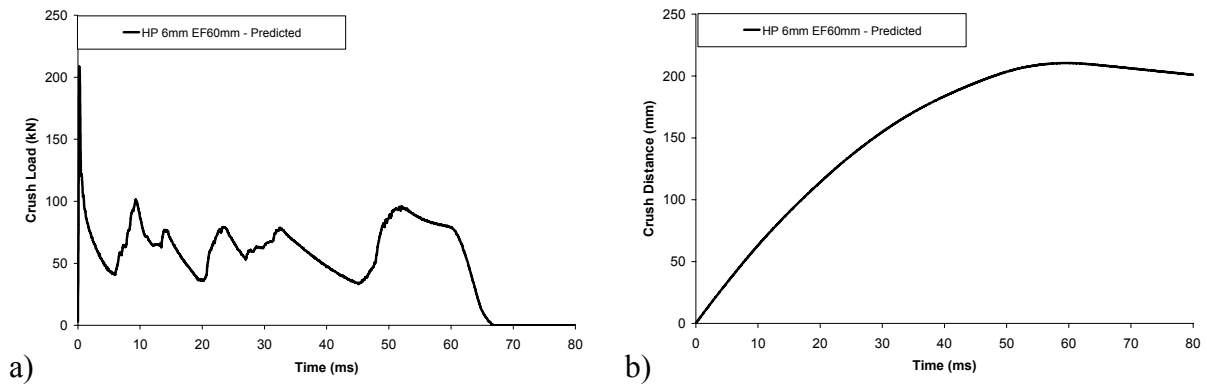 250
200
150
100
50
0
HP 6mm EF60mm - Predicted
Crush Load (kN)
0 10 20 30 40 50 60 70 80
Time (ms)
a)
250
200
150
100
50
0
HP 6mm EF60mm - Predicted
Crush Distance (mm)
0 10 20 30 40 50 60 70 80
Time (ms)
b)